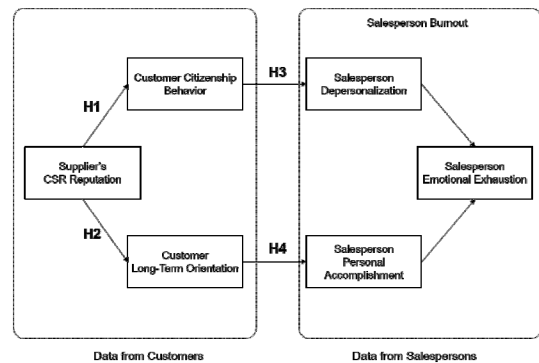 Salesperson Burnout
Customer Citizenship
Behavior
H3
Salesperson
Depersonalization
H1
Supplier's
CSR Reputation
Salesperson
Emotional Exhaustion
H2
Customer
Long-Term Orientation
H4
Salesperson
Personal
Accomplishment
Data from Customers
Data from Salespersons